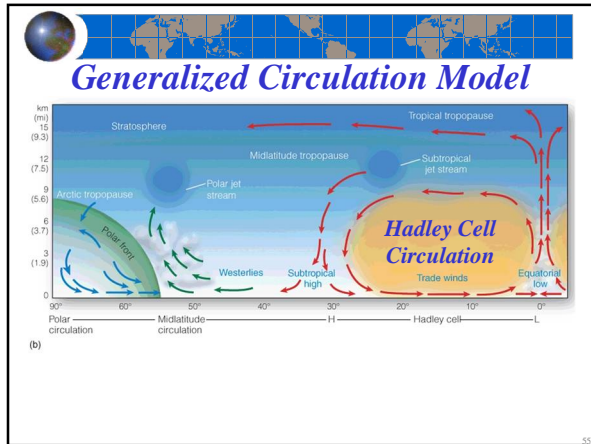 Generalized Circulation Model
km
(mi)
15
(9.3)
12
(7.5)
9
(5.6)
6
(3.7)
3
(1.9)
0
Stratosphere
Tropical tropopause
Midlatitude tropopause
Subtropical
jet stream
Polar jet
stream
Arctic tropopause
Polar front
Hadley Cell
Circulation
Westerlies
Subtropical
high
Trade winds
Equatorial
low
90° 60° 50° 40° 30° 20° 10° 0°
Polar
circulation
Midlatitude
circulation
H
Hadley cell
L
(b)
55